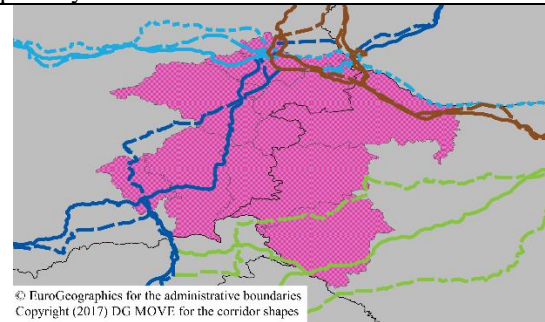 © EuroGeographics for the administrative boundaries
Copyright (2017) DG MOVE for the corridor shapes